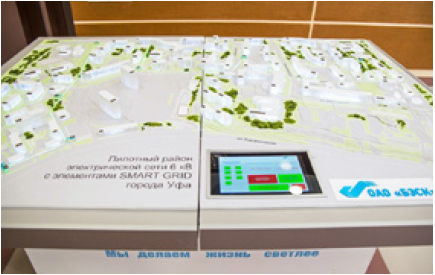 Пилотный район
электрической сети 6 кВ
с элементами SMART GRID
города Уфа
ОАО «БЭСК»
Мы делаем жизнь светлее